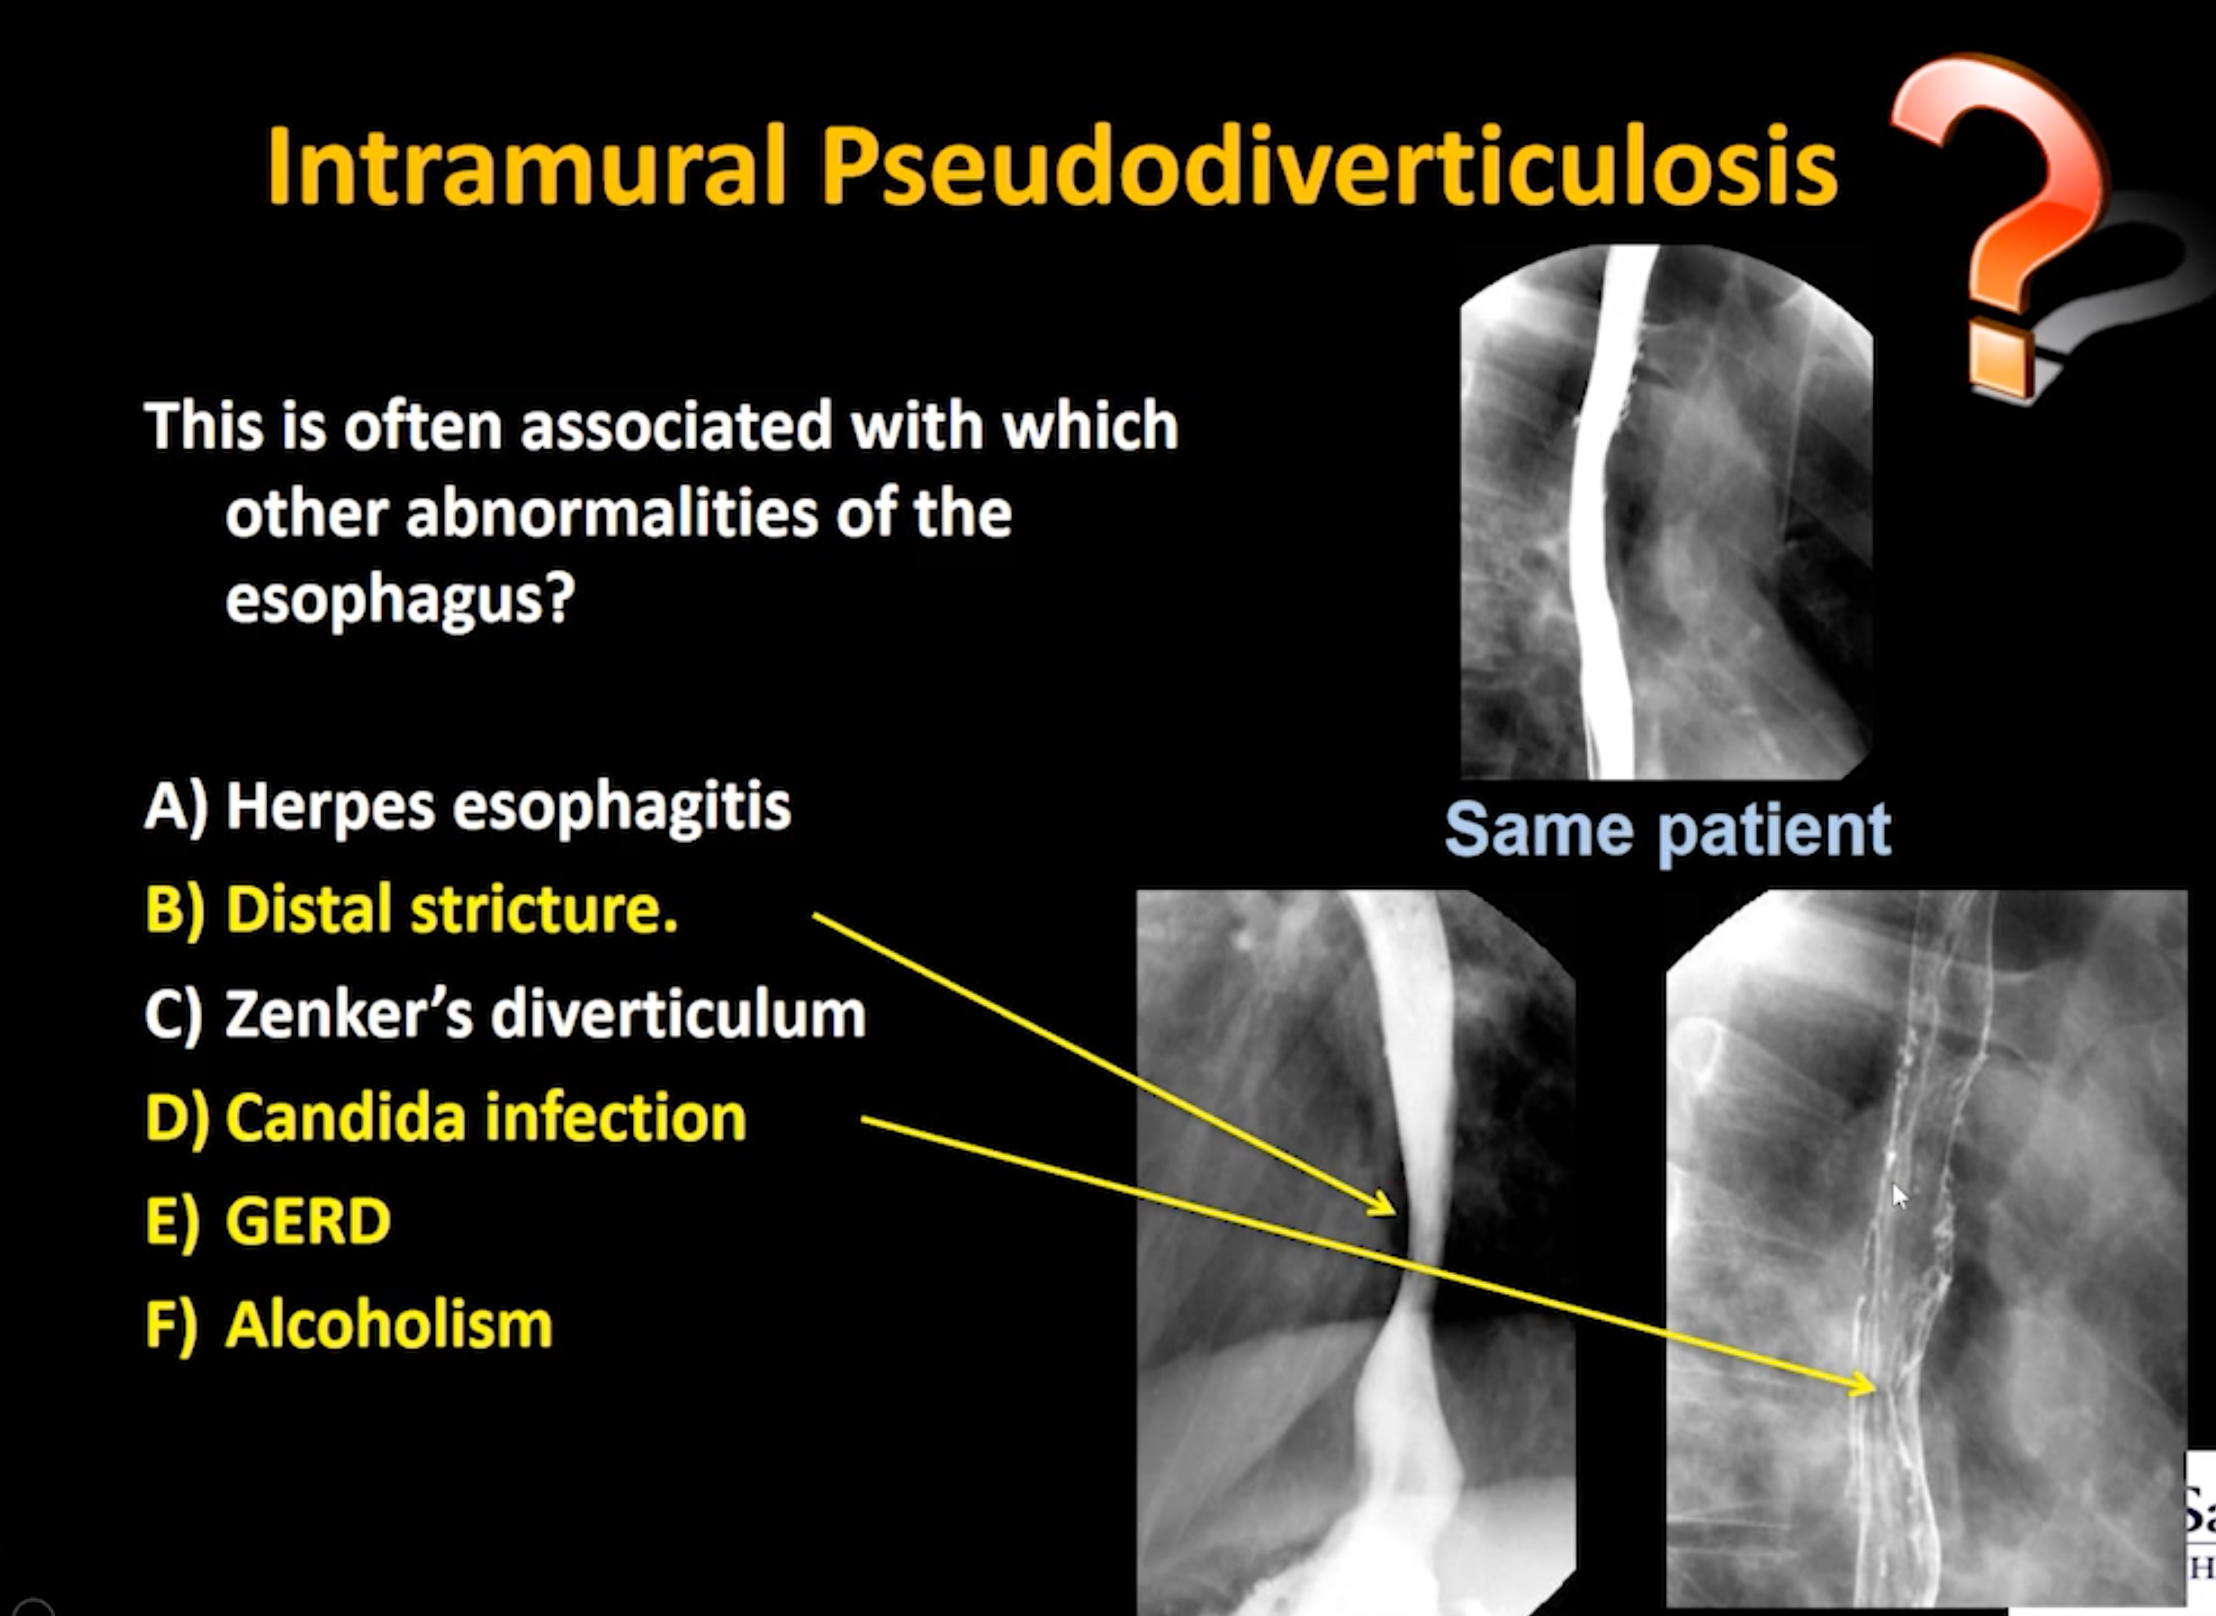 Intramural Pseudodiverticulosis
This is often associated with which
other abnormalities of the
esophagus?
A) Herpes esophagitis
B) Distal stricture.
C) Zenker’s diverticulum
D) Candida infection
E) GERD
F) Alcoholism
Same patient